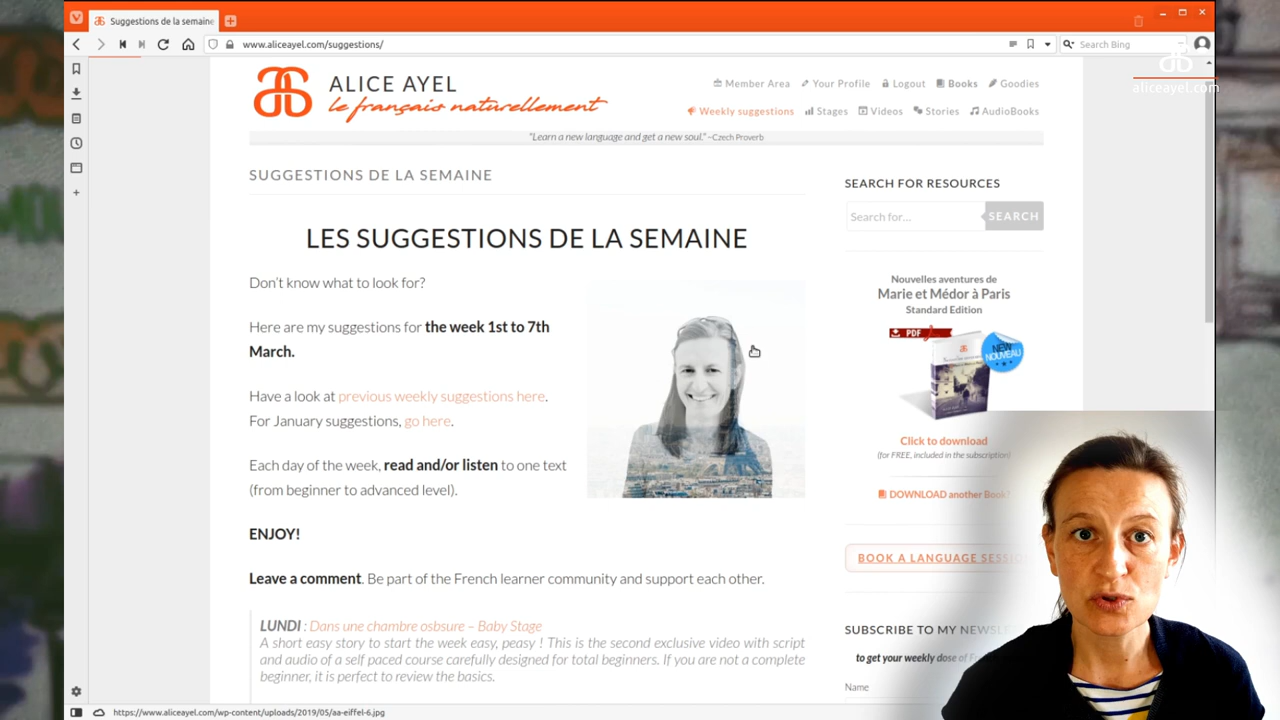 Suggestions de la semaine
www.aliceayel.com/suggestions/
Search Bing
aliceayel.com
ALICE AYEL
le français naturellement
Member Area
Your Profile
Logout
Books
Goodies
Weekly suggestions
Stages
Videos
Stories
AudioBooks
"Learn a new language and get a new soul." –Czech Proverb
SUGGESTIONS DE LA SEMAINE
LES SUGGESTIONS DE LA SEMAINE
Don't know what to look for?
Here are my suggestions for the week 1st to 7th
March.
Have a look at previous weekly suggestions here.
For January suggestions, go here.
Each day of the week, read and/or listen to one text
(from beginner to advanced level).
ENJOY!
Leave a comment. Be part of the French learner community and support each other.
LUNDI : Dans une chambre osbsure – Baby Stage
A short easy story to start the week easy, peasy ! This is the second exclusive video with script
and audio of a self paced course carefully designed for total beginners. If you are not a complete
beginner, it is perfect to review the basics.
SEARCH FOR RESOURCES
Search for...
SEARCH
Nouvelles aventures de
Marie et Médor à Paris
Standard Edition
PDF
NEW
NOUVEAU
Click to download
(for FREE, included in the subscription)
DOWNLOAD another Book?
BOOK A LANGUAGE SESSION
SUBSCRIBE TO MY NEWSL
to get your weekly dose of F
Name
https://www.aliceayel.com/wp-content/uploads/2019/05/aa-eiffel-6.jpg